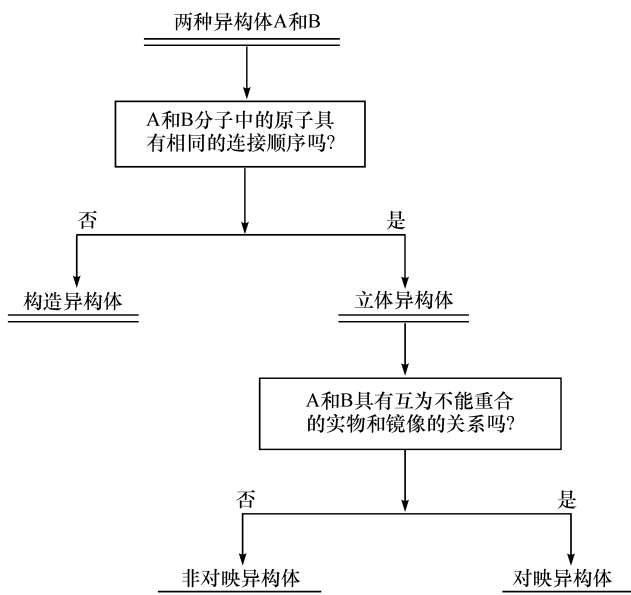 两种异构体A和B
A和B分子中的原子具
有相同的连接顺序吗?
否
是
构造异构体
立体异构体
A和B具有互为不能重合
的实物和镜像的关系吗?
否
是
非对映异构体
对映异构体